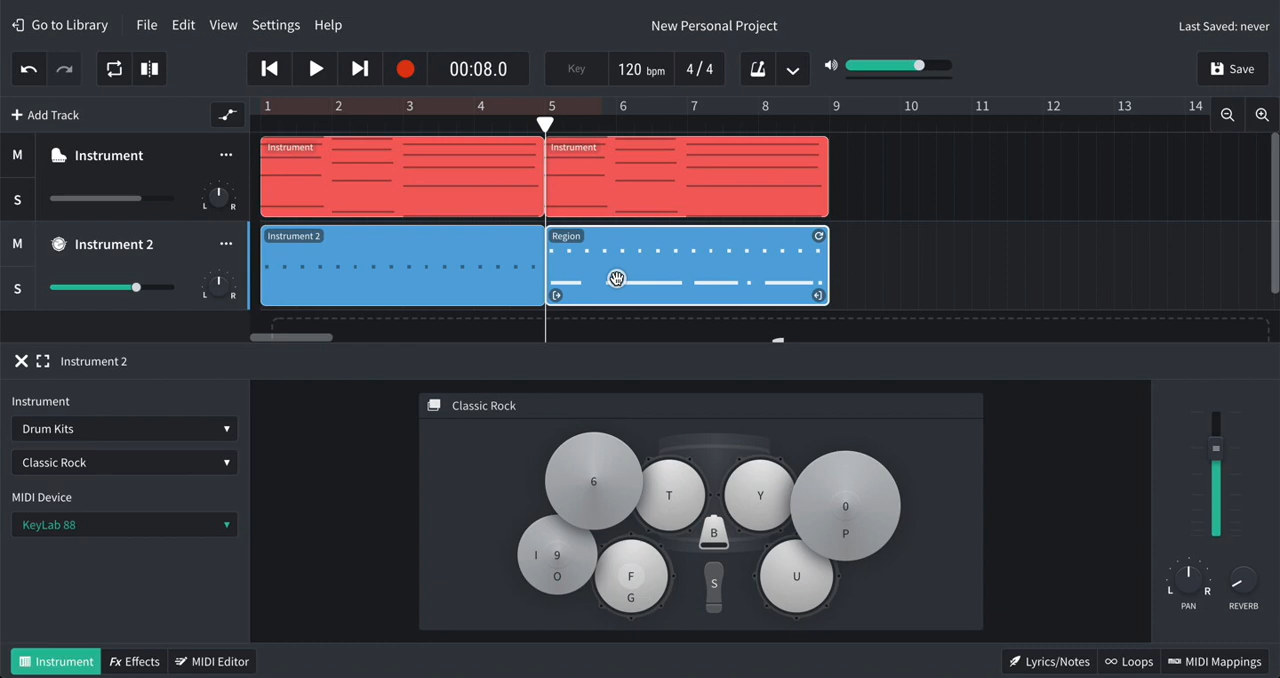 Go to Library File Edit View Settings Help New Personal Project Last Saved: never
00:08.0 Key 120 bpm 4 / 4 Save
+ Add Track 1 2 3 4 5 6 7 8 9 10 11 12 13 14
M Instrument ... Instrument Instrument
S L R
M Instrument 2 ... Instrument 2 Region
S L R
Instrument 2
Instrument
Drum Kits
Classic Rock
MIDI Device
KeyLab 88
Classic Rock
6 T Y 0
P
B
I 9
O
F
G
S
U
L R
PAN REVERB
Instrument Fx Effects MIDI Editor Lyrics/Notes Loops MIDI Mappings